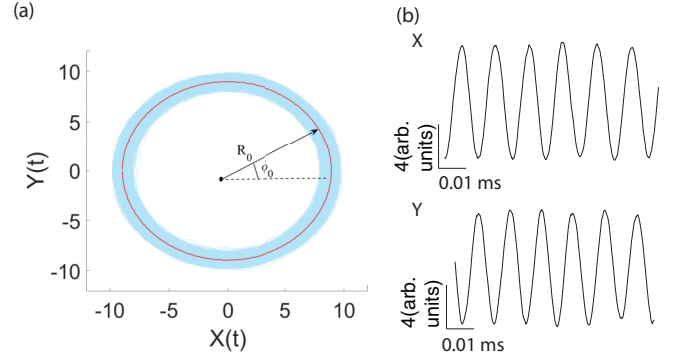 (a)
10
5
0
-5
-10
Y(t)
R0
ϕ0
-10 -5 0 5 10
X(t)
(b)
X
4(arb.
units)
0.01 ms
Y
4(arb.
units)
0.01 ms